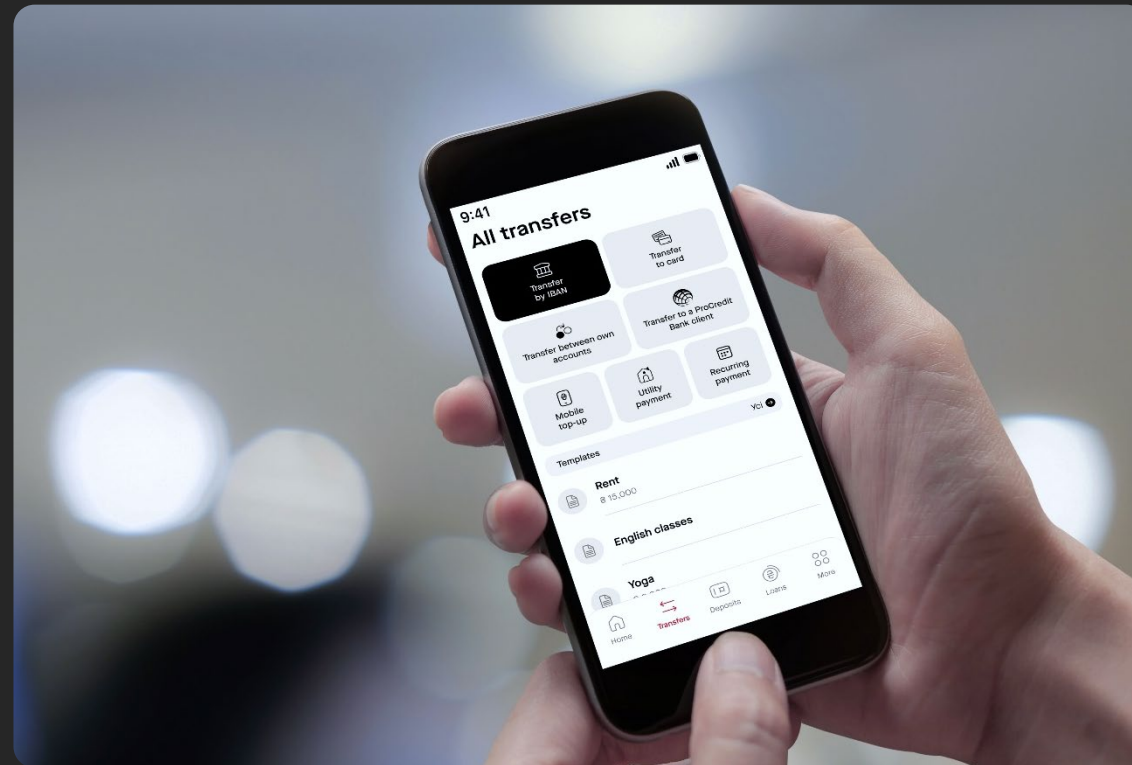 9:41
All transfers
Transfer
by IBAN
Transfer
to card
Transfer between own
accounts
Transfer to a ProCredit
Bank client
Mobile
top-up
Utility
payment
Recurring
payment
Templates
Усі
Rent
₴ 15,000
English classes
Yoga
Home
Transfers
Deposits
Loans
More